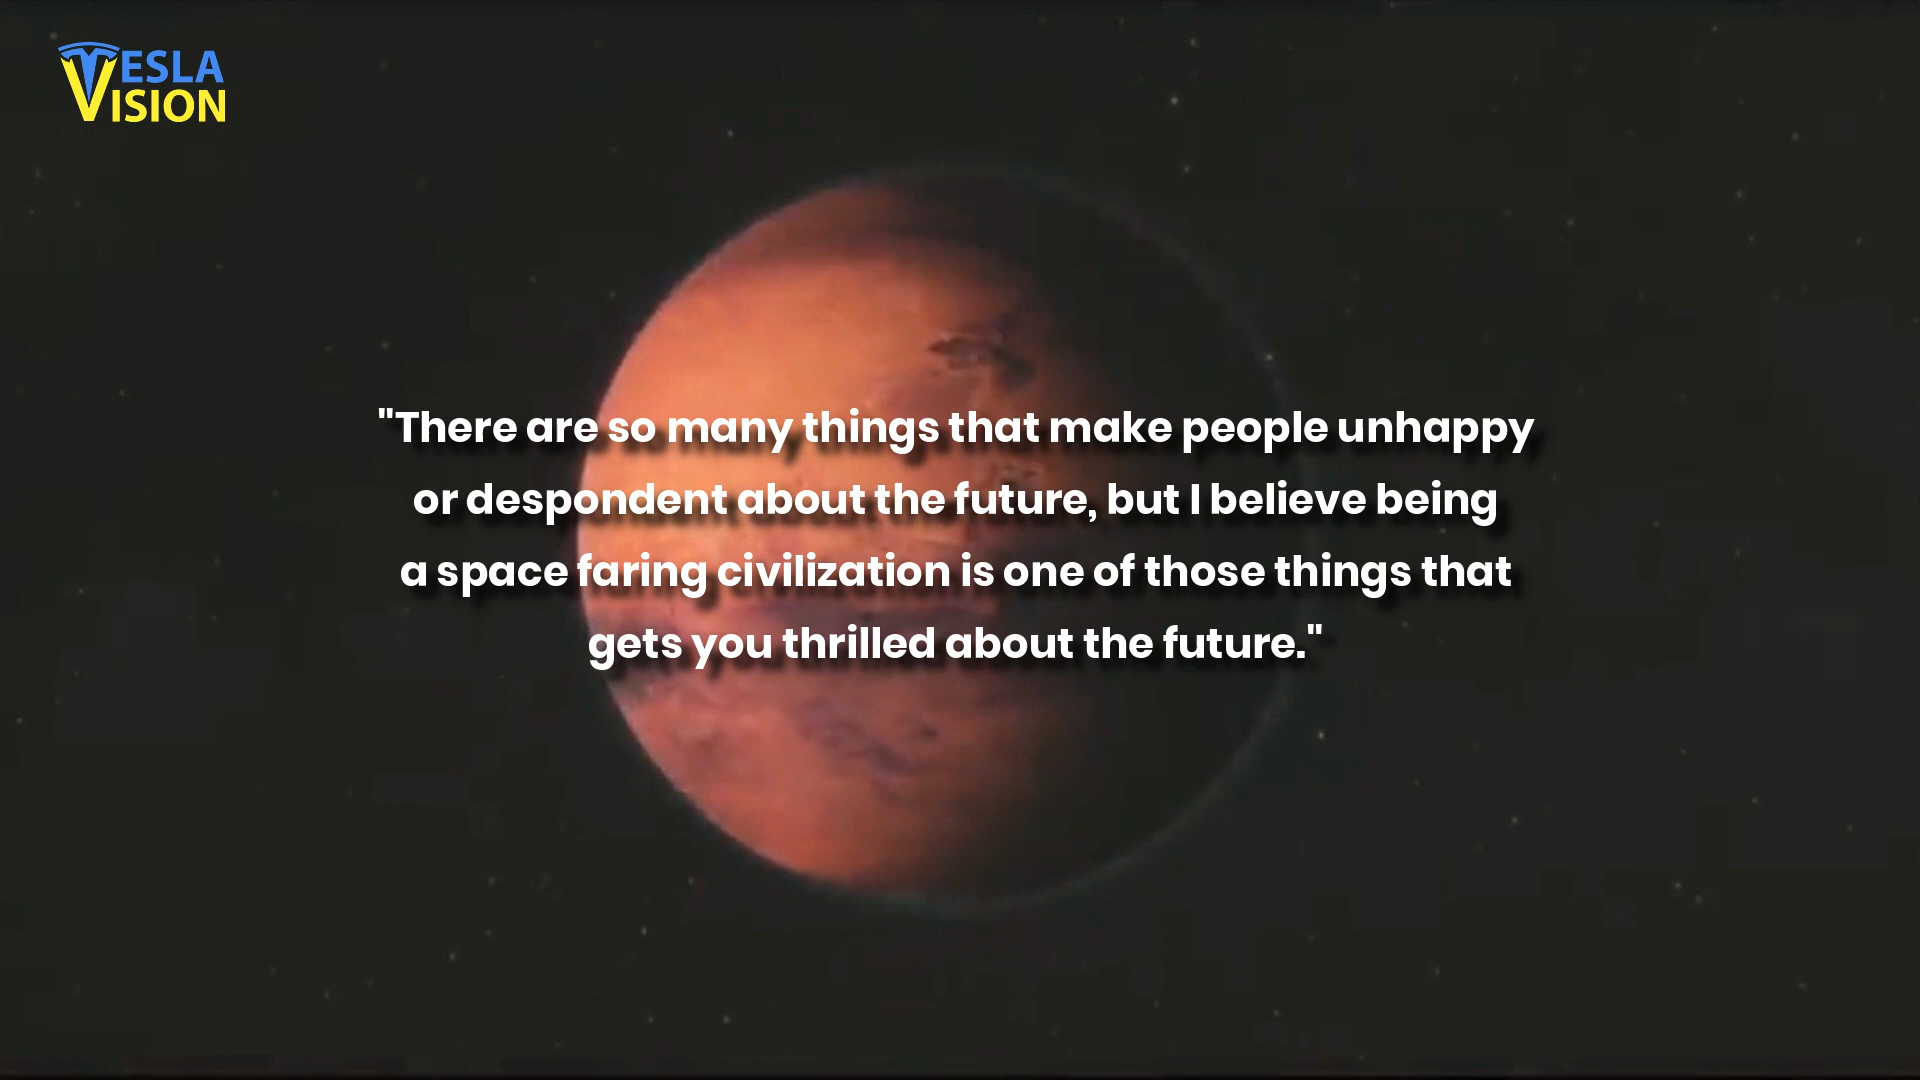 TESLA
VISION
"There are so many things that make people unhappy
or despondent about the future, but I believe being
a space faring civilization is one of those things that
gets you thrilled about the future."